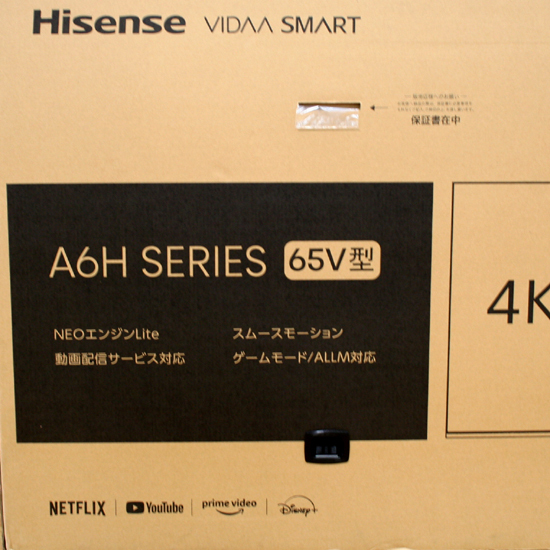 Hisense VIDAA SMART
保証書在中
A6H SERIES 65V型
NEOエンジンLite スムースモーション
動画配信サービス対応 ゲームモード/ALLM対応
4K
NETFLIX YouTube prime video Disney+